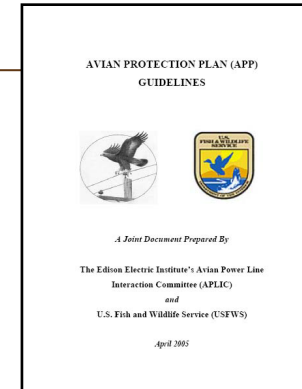 AVIAN PROTECTION PLAN (APP)
GUIDELINES
U.S.
FISH & WILDLIFE
SERVICE
A Joint Document Prepared By
The Edison Electric Institute's Avian Power Line
Interaction Committee (APLIC)
and
U.S. Fish and Wildlife Service (USFWS)
April 2005